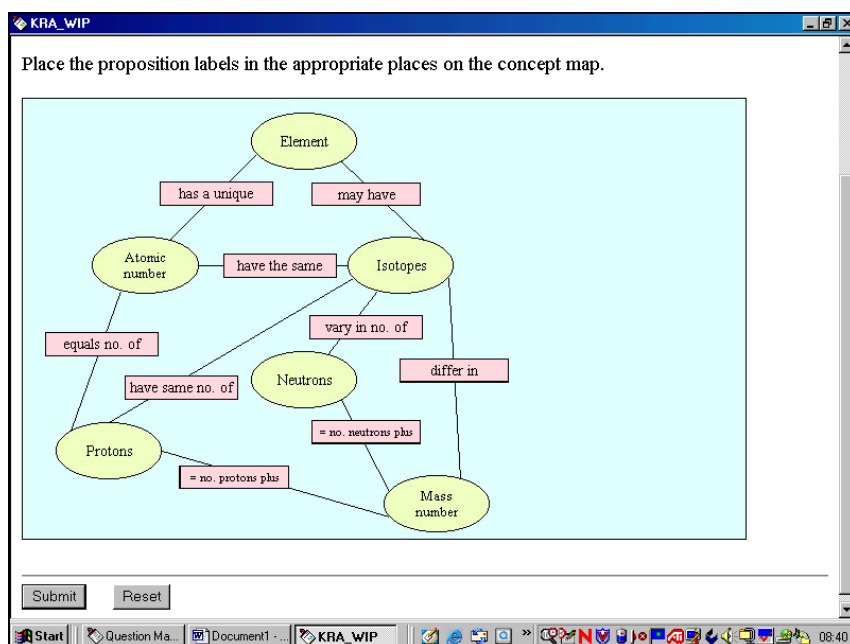 KRA_WIP
Place the proposition labels in the appropriate places on the concept map.
Element
has a unique
may have
Atomic
number
have the same
Isotopes
equals no. of
vary in no. of
have same no. of
Neutrons
differ in
Protons
= no. neutrons plus
= no. protons plus
Mass
number
Submit
Reset
Start
Question Ma...
Document1 - ...
KRA_WIP
08:40